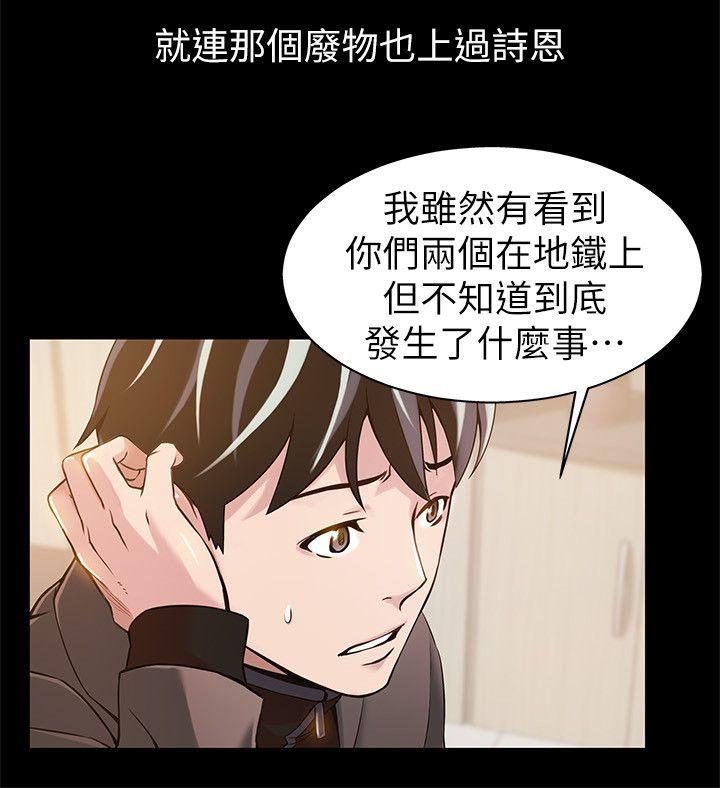 就連那個廢物也上過詩恩
我雖然有看到
你們兩個在地鐵上
但不知道到底
發生了什麼事…